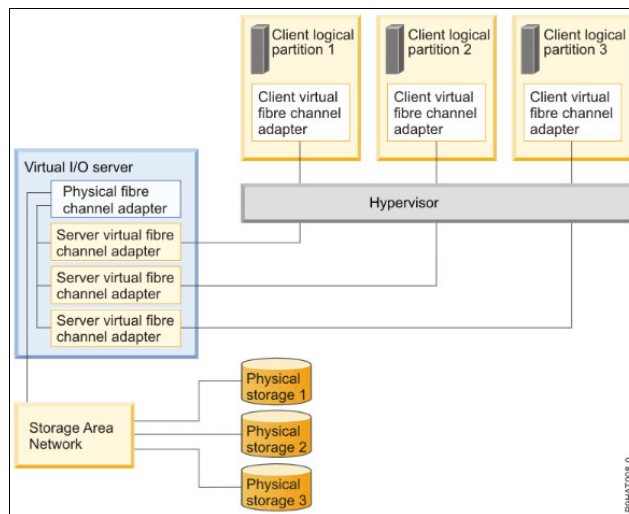 Client logical
partition 1
Client logical
partition 2
Client logical
partition 3
Client virtual
fibre channel
adapter
Client virtual
fibre channel
adapter
Client virtual
fibre channel
adapter
Hypervisor
Virtual I/O server
Physical fibre
channel adapter
Server virtual fibre
channel adapter
Server virtual fibre
channel adapter
Server virtual fibre
channel adapter
Storage Area
Network
Physical
storage 1
Physical
storage 2
Physical
storage 3